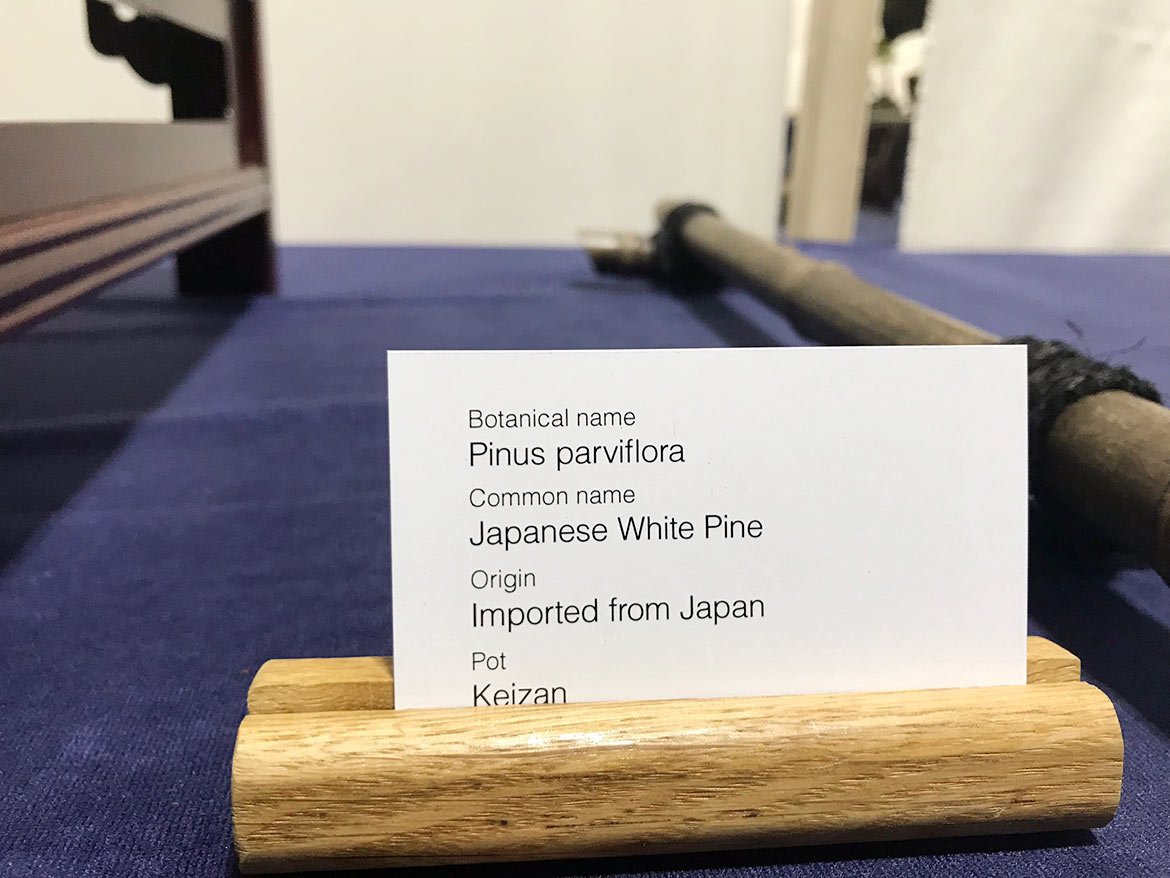 Botanical name
Pinus parviflora
Common name
Japanese White Pine
Origin
Imported from Japan
Pot
Keizan